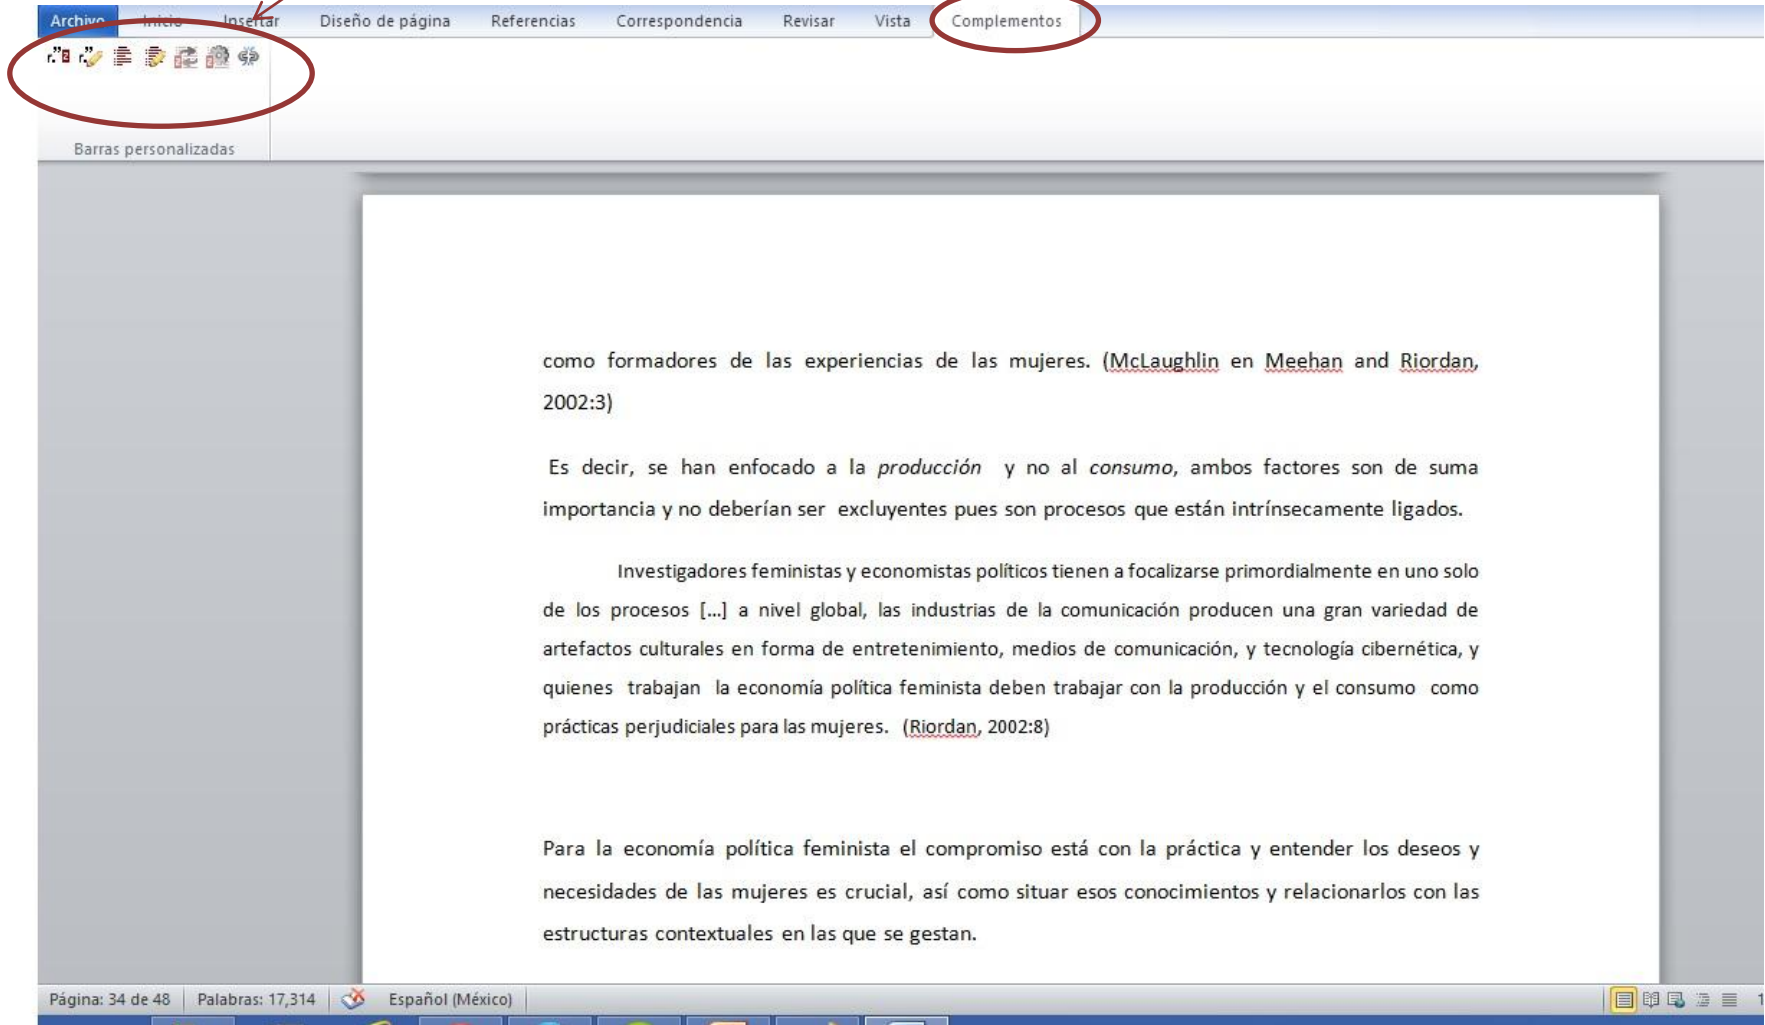 Archivo Inicio Insertar Diseño de página Referencias Correspondencia Revisar Vista Complementos
Barras personalizadas
como formadores de las experiencias de las mujeres. (McLaughlin en Meehan and Riordan,
2002:3)
Es decir, se han enfocado a la producción y no al consumo, ambos factores son de suma
importancia y no deberían ser excluyentes pues son procesos que están intrínsecamente ligados.
Investigadores feministas y economistas políticos tienen a focalizarse primordialmente en uno solo
de los procesos […] a nivel global, las industrias de la comunicación producen una gran variedad de
artefactos culturales en forma de entretenimiento, medios de comunicación, y tecnología cibernética, y
quienes trabajan la economía política feminista deben trabajar con la producción y el consumo como
prácticas perjudiciales para las mujeres. (Riordan, 2002:8)
Para la economía política feminista el compromiso está con la práctica y entender los deseos y
necesidades de las mujeres es crucial, así como situar esos conocimientos y relacionarlos con las
estructuras contextuales en las que se gestan.
Página: 34 de 48 Palabras: 17,314 Español (México)